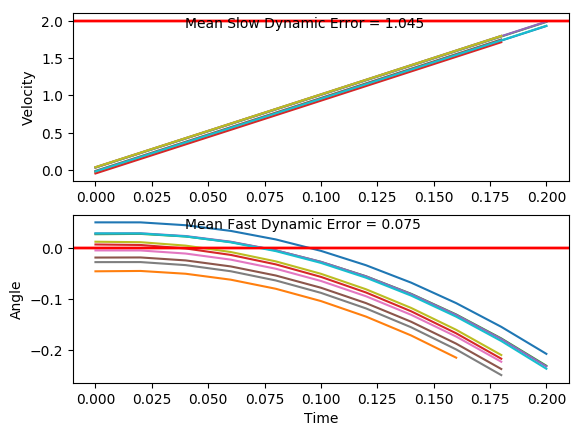 Mean Slow Dynamic Error = 1.045
2.0
1.5
1.0
0.5
0.0
Velocity
0.000 0.025 0.050 0.075 0.100 0.125 0.150 0.175 0.200
Mean Fast Dynamic Error = 0.075
0.0
−0.1
−0.2
Angle
0.000 0.025 0.050 0.075 0.100 0.125 0.150 0.175 0.200
Time